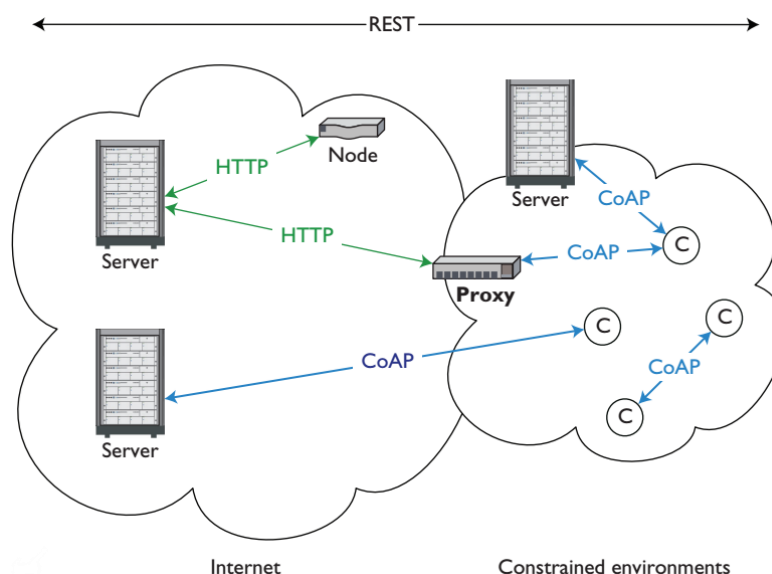 REST
Node
HTTP
Server
CoAP
HTTP
Server
CoAP
C
Proxy
C
C
CoAP
CoAP
C
Server
Internet
Constrained environments